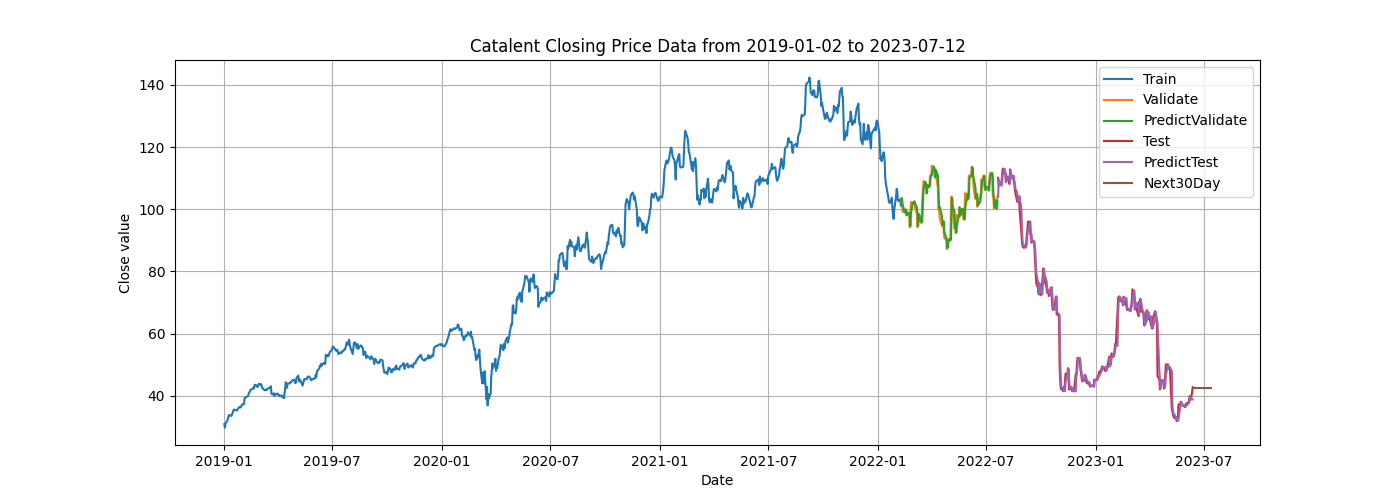 Catalent Closing Price Data from 2019-01-02 to 2023-07-12
Close value
140
120
100
80
60
40
Train
Validate
PredictValidate
Test
PredictTest
Next30Day
2019-01 2019-07 2020-01 2020-07 2021-01 2021-07 2022-01 2022-07 2023-01 2023-07
Date